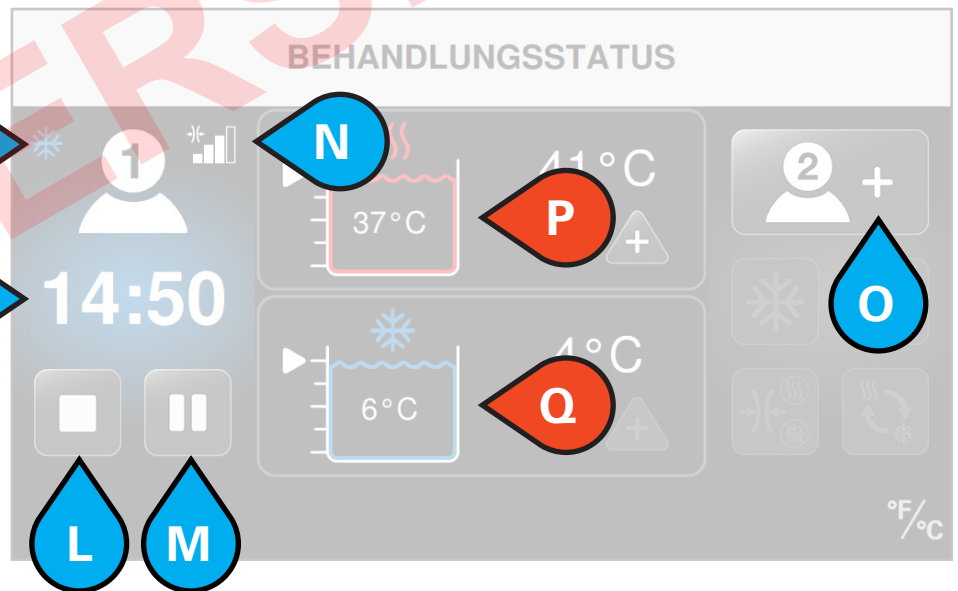 BEHANDLUNGSSTATUS
1
N
41°C
37°C
P
+
2
+
14:50
O
4°C
6°C
Q
+
L
M
°F/°C